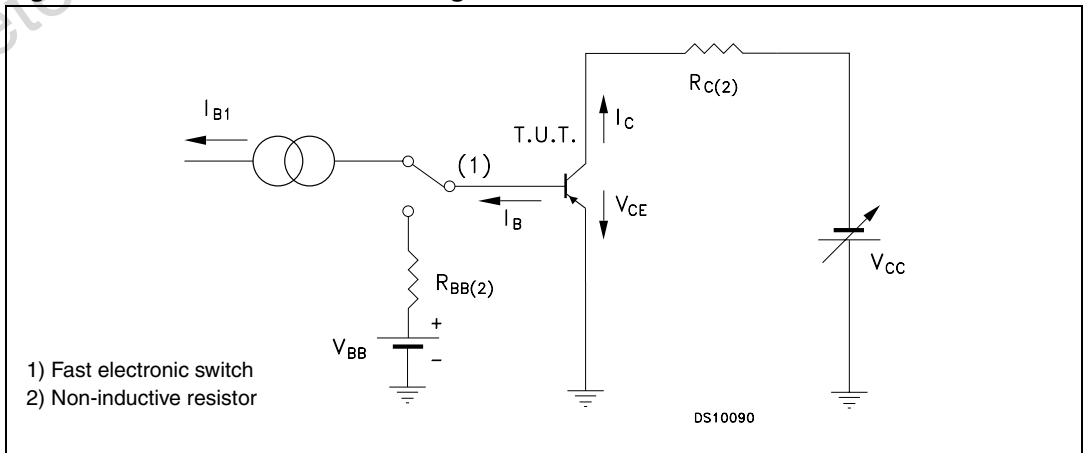 I_B1
T.U.T.
(1)
I_B
I_C
V_CE
R_C(2)
V_CC
R_BB(2)
V_BB
+
–
1) Fast electronic switch
2) Non-inductive resistor
DS10090